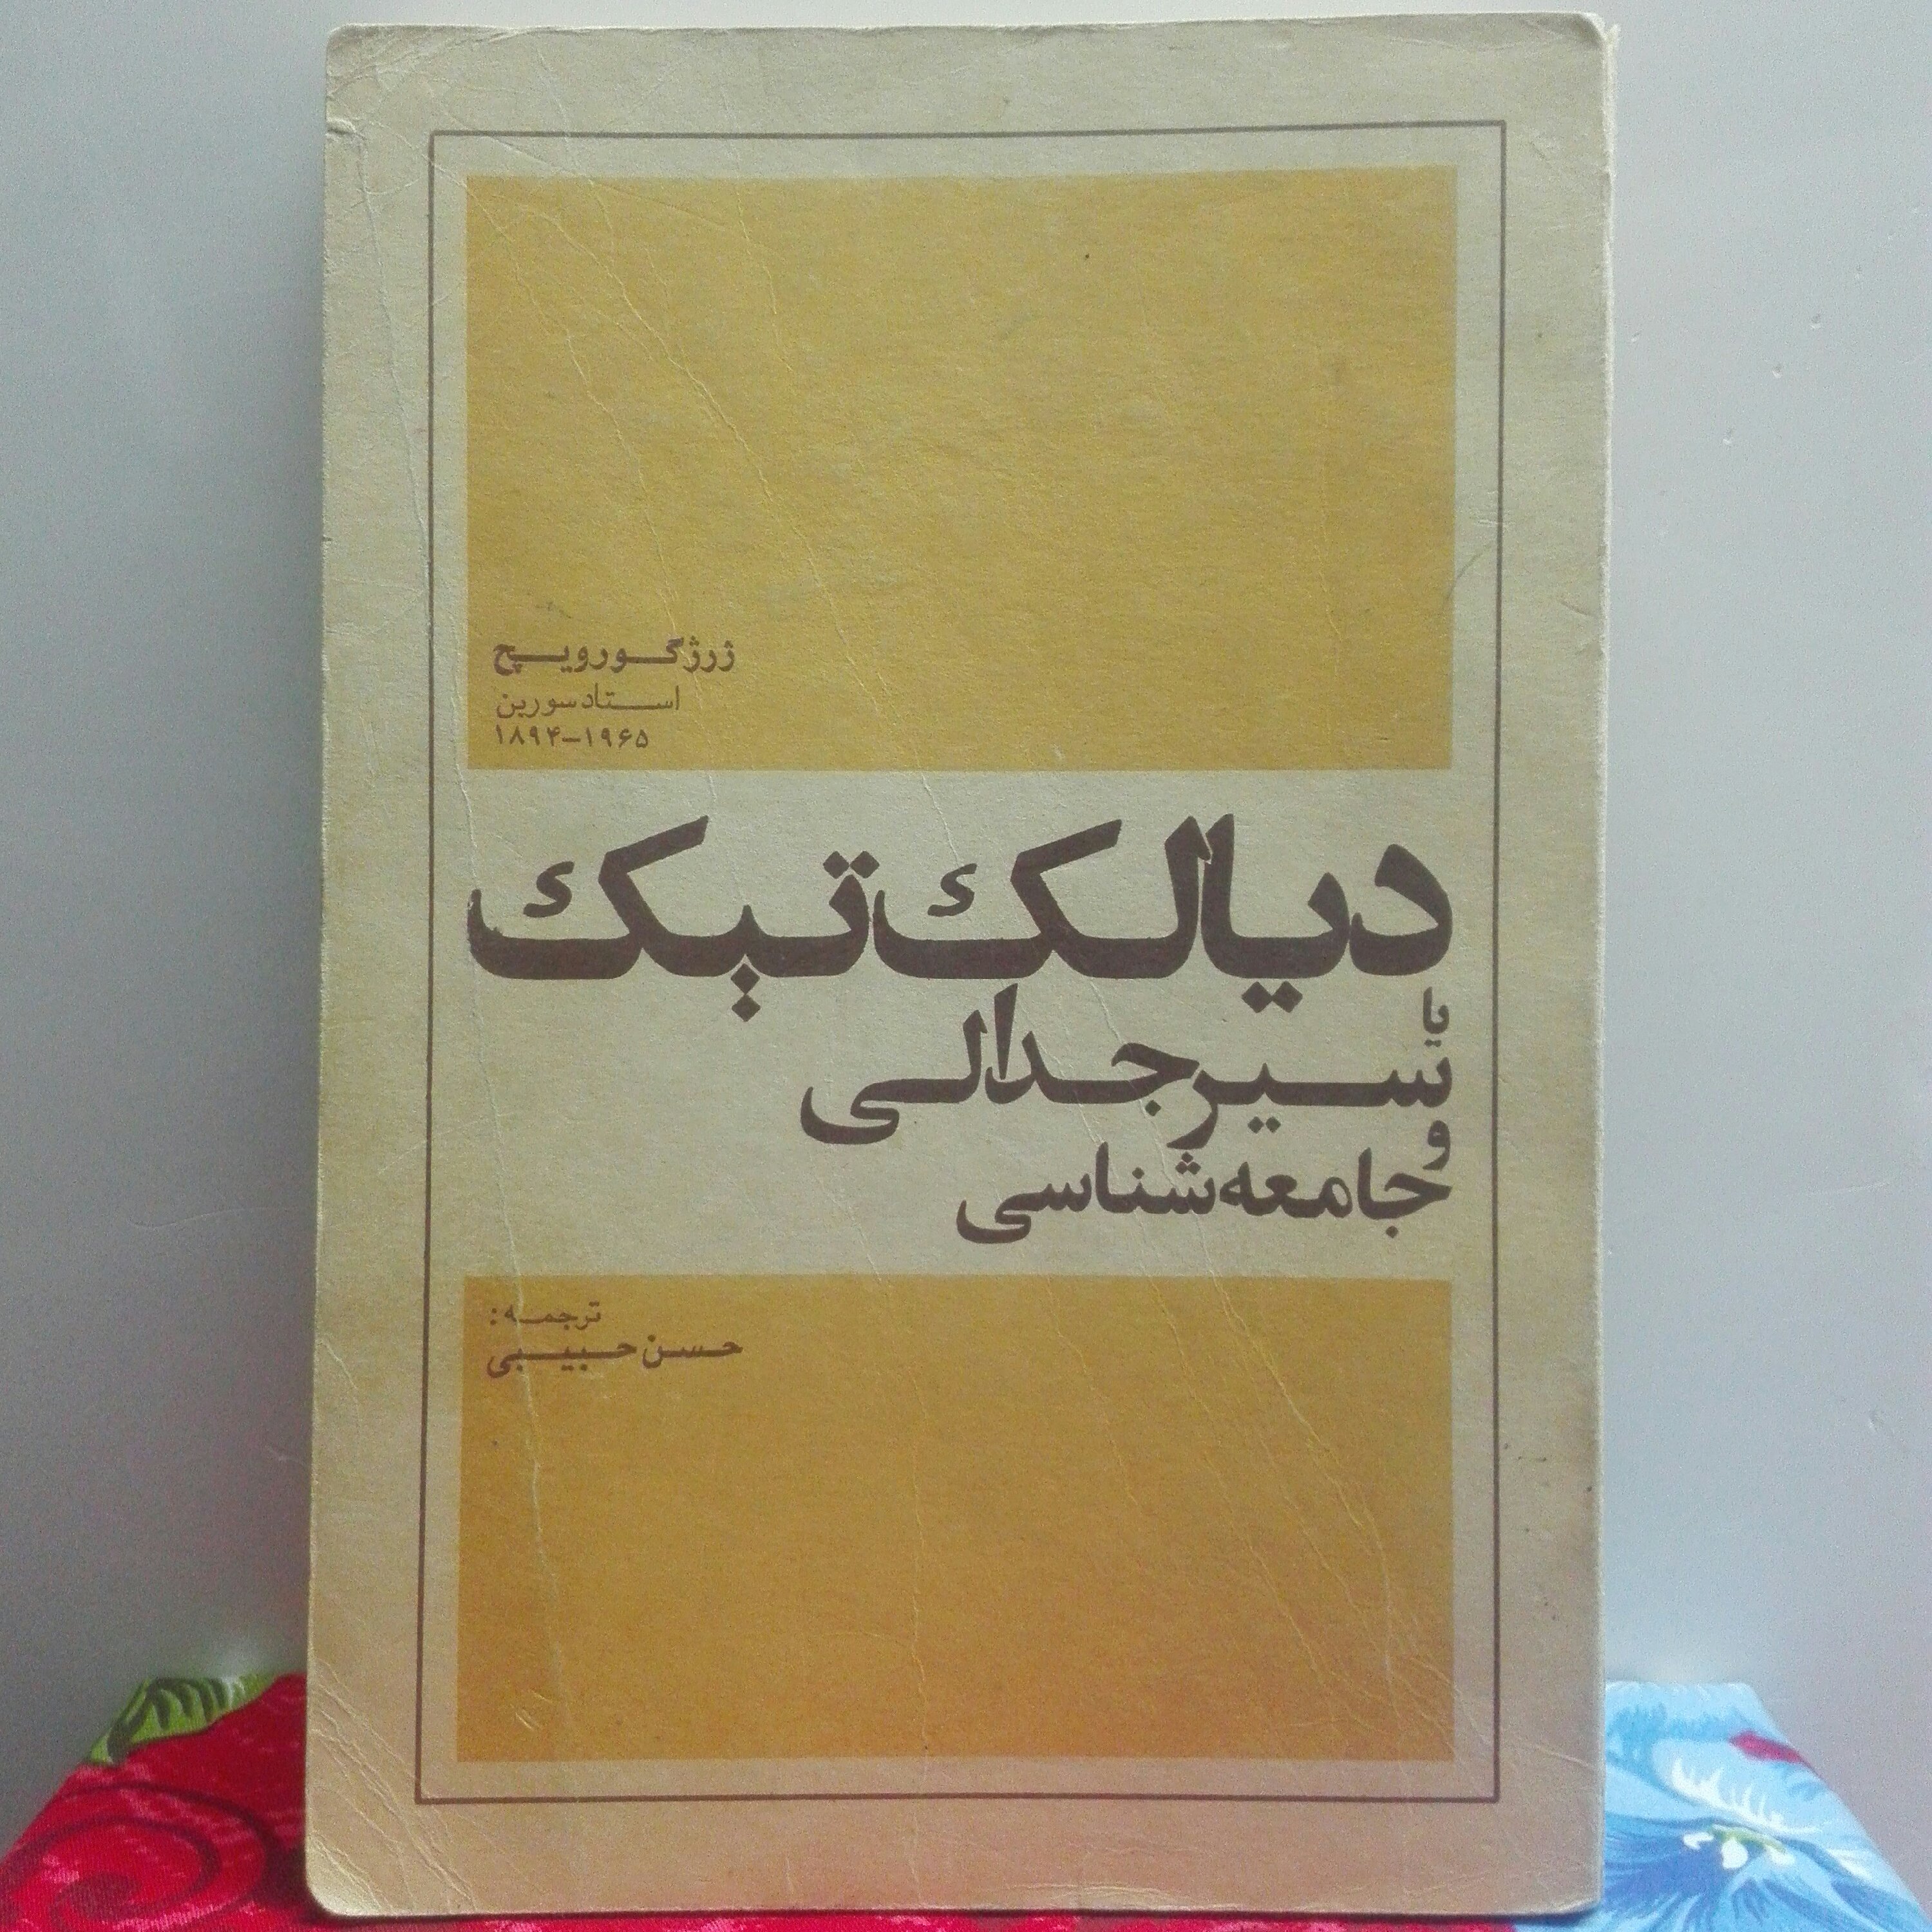 ژرژ گورویچ
استاد سوربن
۱۸۹۴-۱۹۶۵
دیالک تیک
یا
سیر جدالی
و
جامعه شناسی
ترجمه:
حسن حبیبی